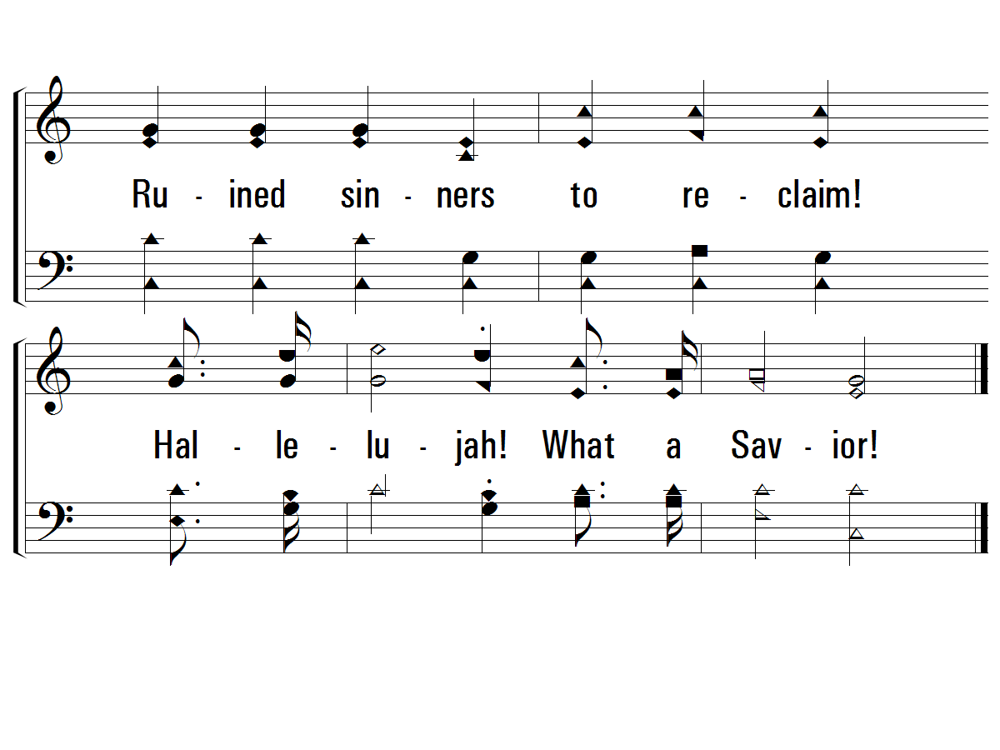 Ru - ined sin - ners to re - claim!
Hal - le - lu - jah! What a Sav - ior!